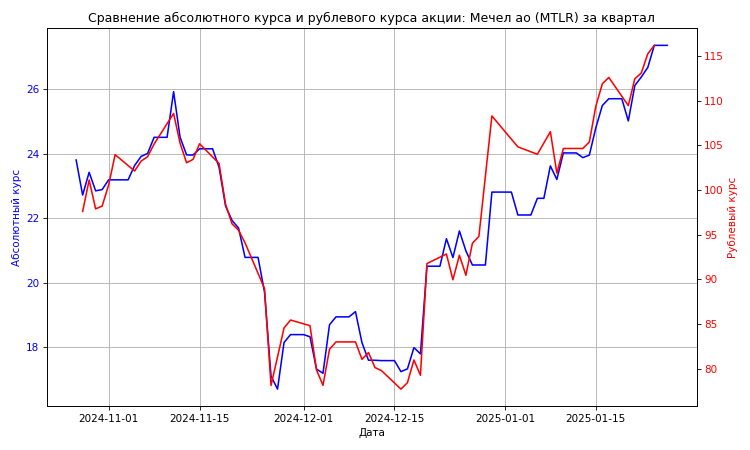 Сравнение абсолютного курса и рублевого курса акции: Мечел ао (MTLR) за квартал
Абсолютный курс
26
24
22
20
18
115
110
105
100
95
90
85
80
Рублевый курс
2024-11-01 2024-11-15 2024-12-01 2024-12-15 2025-01-01 2025-01-15
Дата